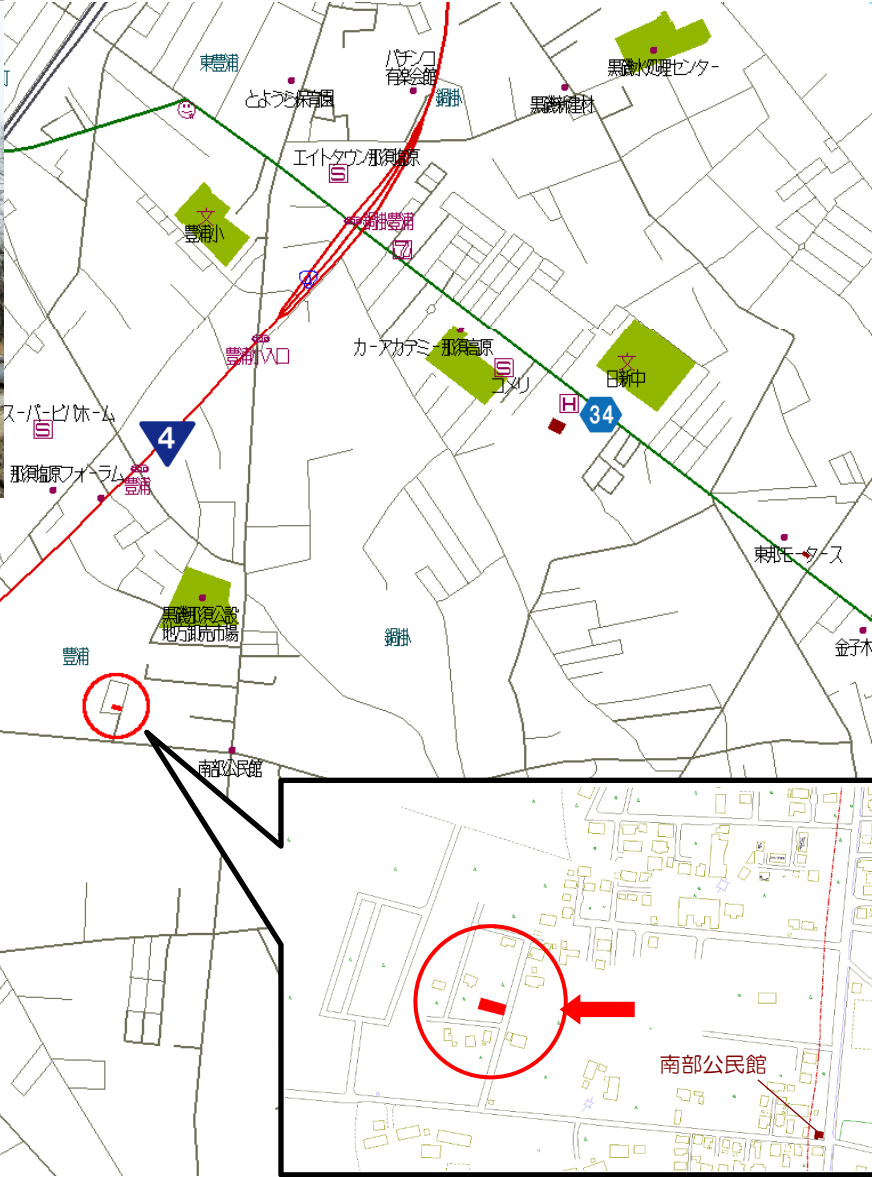 東豊浦
パチンコ
有楽会館
黒磯水処理センター
町
とようら保育園
鍋掛
黒磯新建材
エイトタウン那須塩原
S
豊浦小
鍋掛豊浦
7
4
豊浦小入口
カーアカデミー那須高原
S
コメリ
日新中
H
34
スーパービバホーム
S
4
那須塩原フォーラム
豊浦
東邦モータース
黒磯那須公設
地方卸売市場
鍋掛
金子木
豊浦
南部公民館
南部公民館